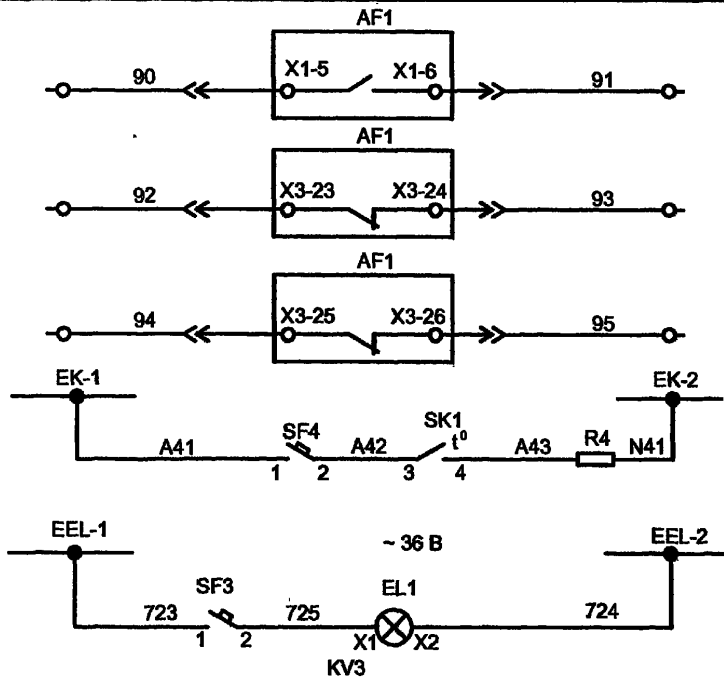 AF1
90 X1-5 X1-6 91
AF1
92 X3-23 X3-24 93
AF1
94 X3-25 X3-26 95
EK-1 EK-2
SF4 SK1
A41 A42 t⁰ A43 R4 N41
1 2 3 4
EEL-1 ~ 36 В EEL-2
SF3 EL1
723 725 724
1 2 X1 X2
KV3